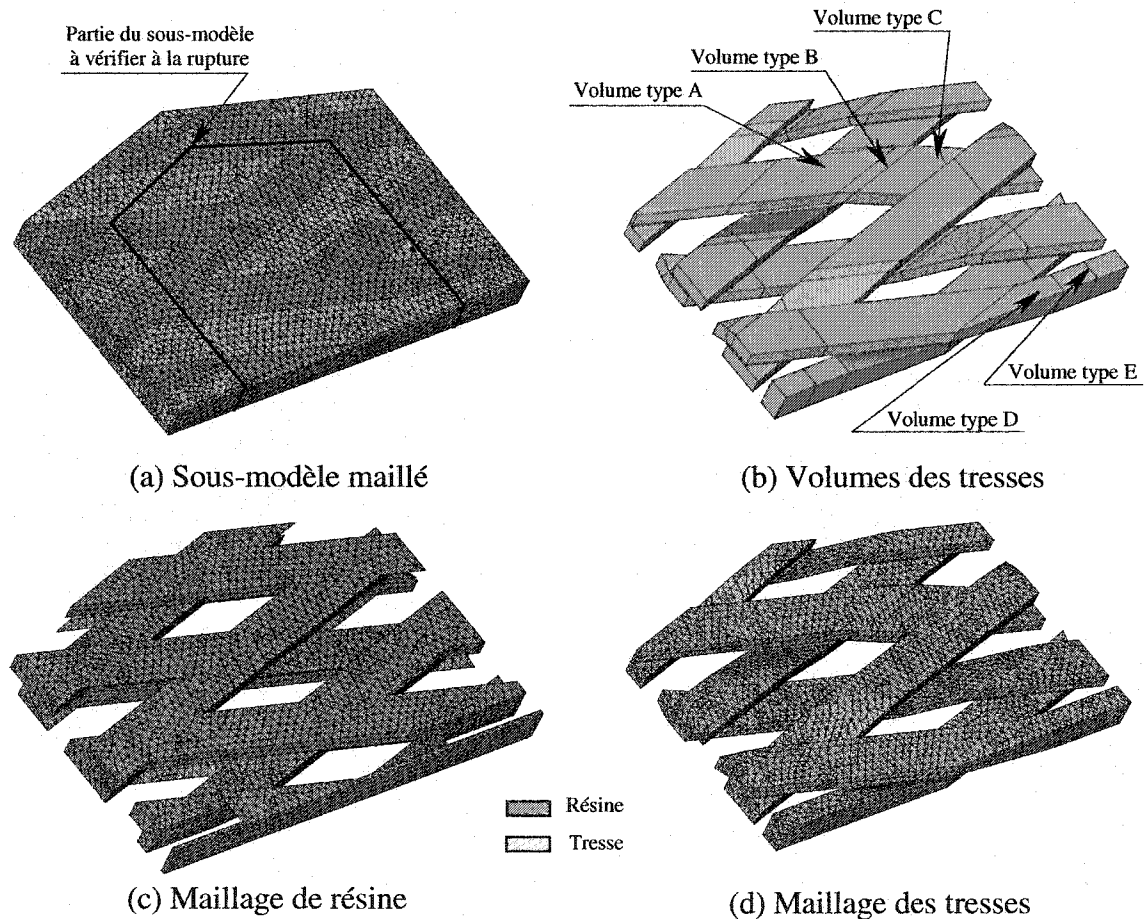 Partie du sous-modèle
à vérifier à la rupture
Volume type C
Volume type B
Volume type A
Volume type E
Volume type D
(a) Sous-modèle maillé
(b) Volumes des tresses
Résine
Tresse
(c) Maillage de résine
(d) Maillage des tresses